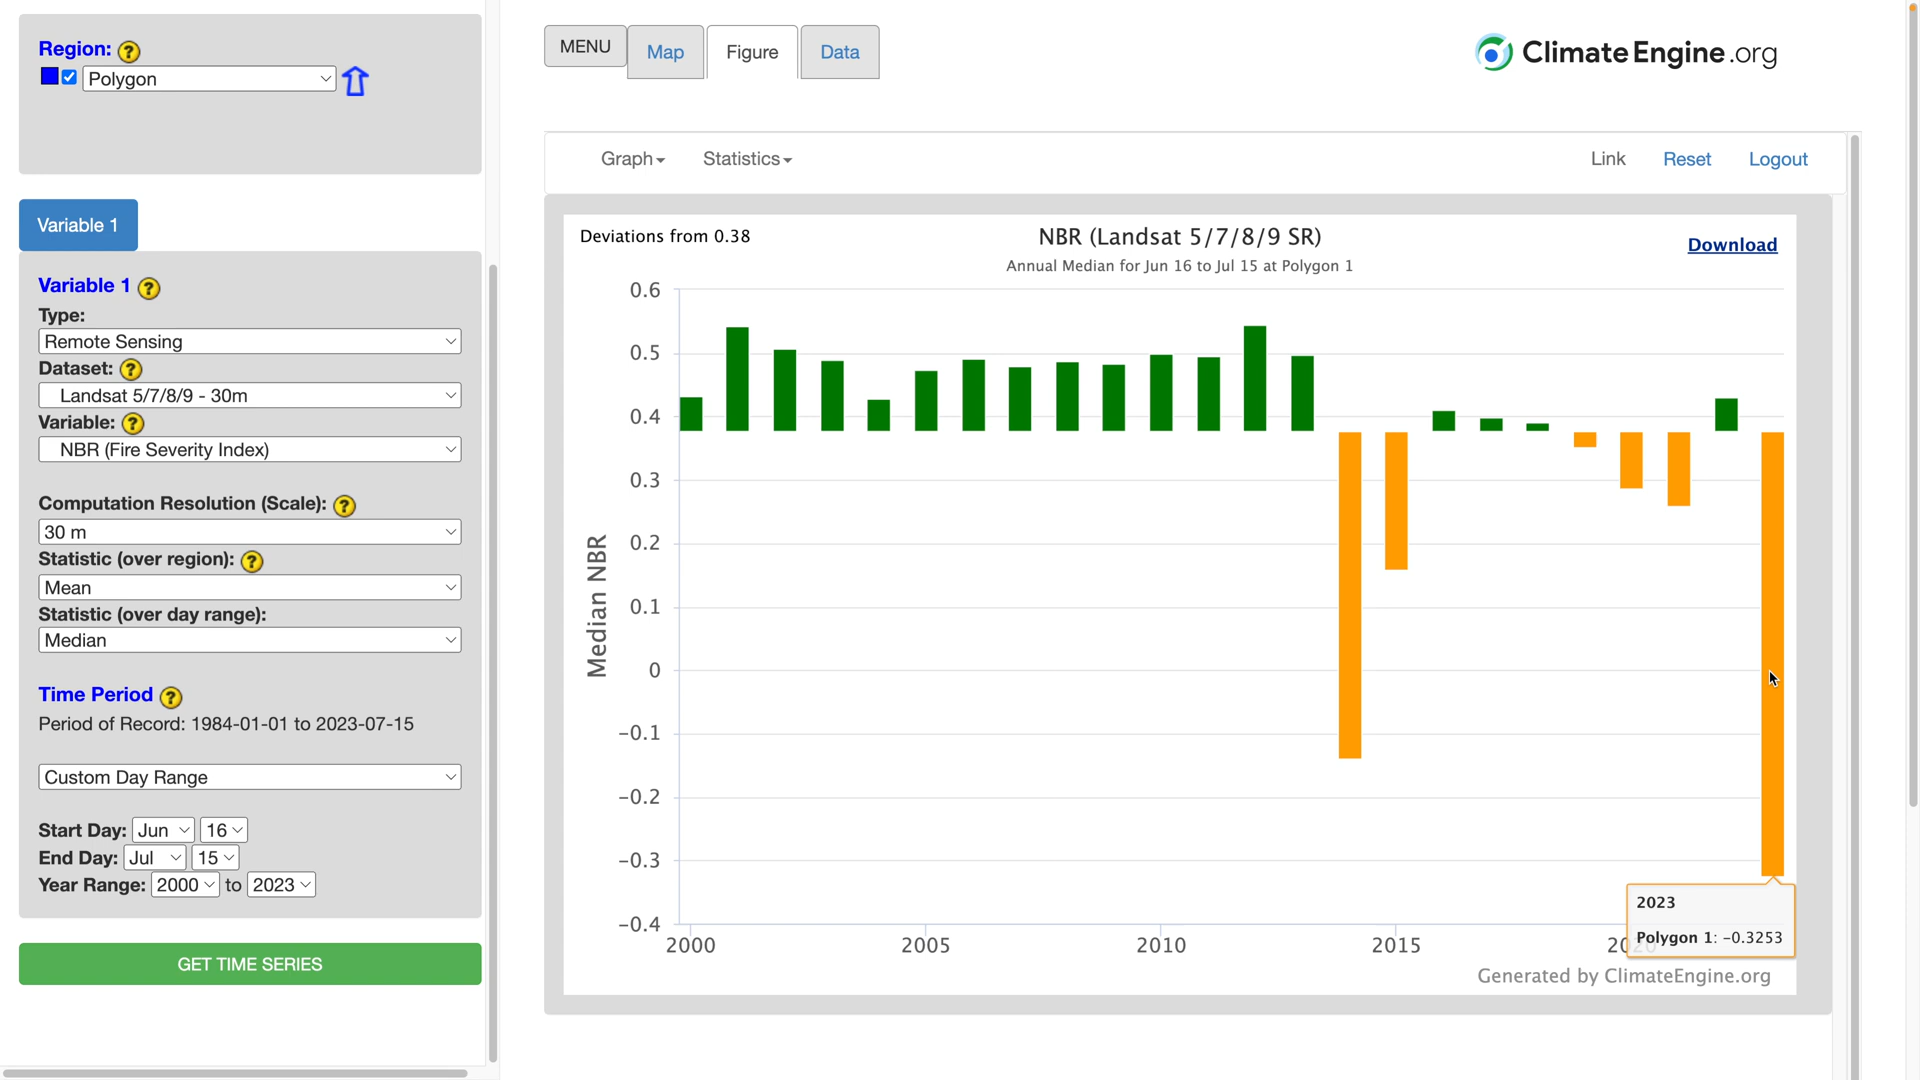 Region: ?
Polygon
Variable 1
Variable 1 ?
Type:
Remote Sensing
Dataset: ?
Landsat 5/7/8/9 - 30m
Variable: ?
NBR (Fire Severity Index)
Computation Resolution (Scale): ?
30 m
Statistic (over region): ?
Mean
Statistic (over day range):
Median
Time Period ?
Period of Record: 1984-01-01 to 2023-07-15
Custom Day Range
Start Day: Jun 16
End Day: Jul 15
Year Range: 2000 to 2023
GET TIME SERIES
MENU Map Figure Data
ClimateEngine.org
Graph Statistics Link Reset Logout
Deviations from 0.38
NBR (Landsat 5/7/8/9 SR)
Download
Annual Median for Jun 16 to Jul 15 at Polygon 1
Median NBR
0.6
0.5
0.4
0.3
0.2
0.1
0
−0.1
−0.2
−0.3
−0.4
2000 2005 2010 2015 2020
2023
Polygon 1: −0.3253
Generated by ClimateEngine.org